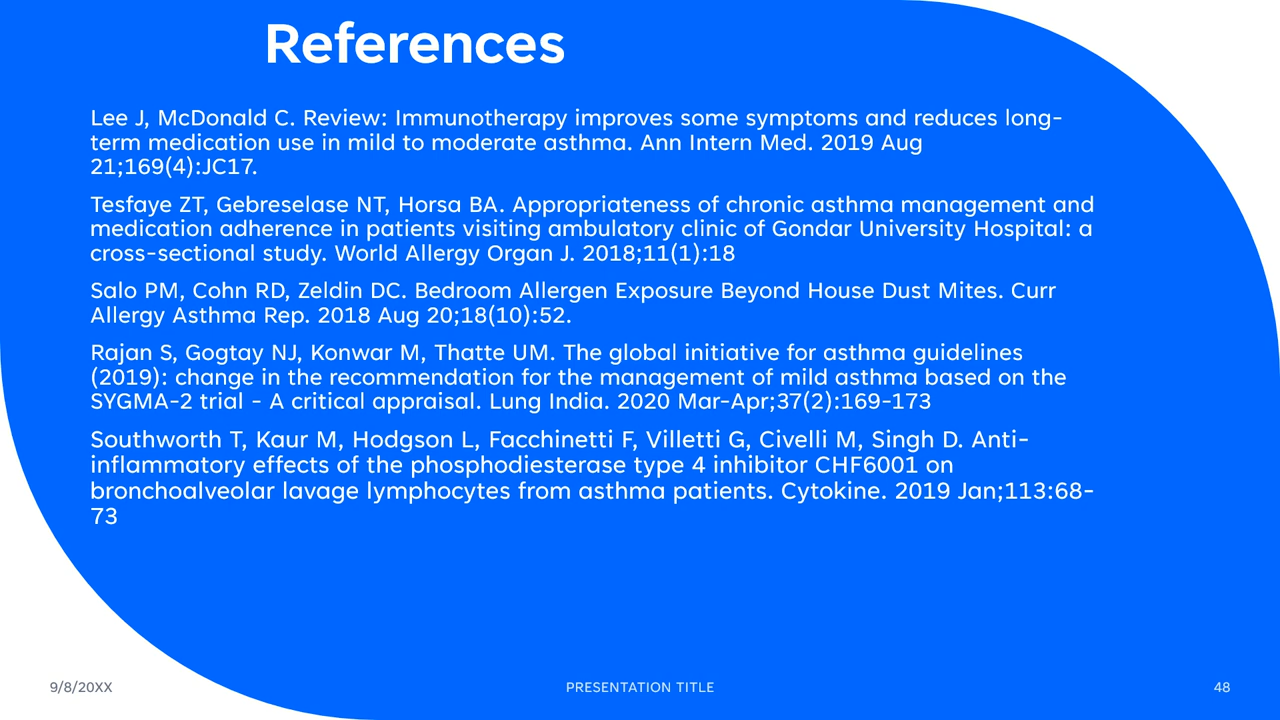 References
Lee J, McDonald C. Review: Immunotherapy improves some symptoms and reduces long-
term medication use in mild to moderate asthma. Ann Intern Med. 2019 Aug
21;169(4):JC17.
Tesfaye ZT, Gebreselase NT, Horsa BA. Appropriateness of chronic asthma management and
medication adherence in patients visiting ambulatory clinic of Gondar University Hospital: a
cross-sectional study. World Allergy Organ J. 2018;11(1):18
Salo PM, Cohn RD, Zeldin DC. Bedroom Allergen Exposure Beyond House Dust Mites. Curr
Allergy Asthma Rep. 2018 Aug 20;18(10):52.
Rajan S, Gogtay NJ, Konwar M, Thatte UM. The global initiative for asthma guidelines
(2019): change in the recommendation for the management of mild asthma based on the
SYGMA-2 trial - A critical appraisal. Lung India. 2020 Mar-Apr;37(2):169-173
Southworth T, Kaur M, Hodgson L, Facchinetti F, Villetti G, Civelli M, Singh D. Anti-
inflammatory effects of the phosphodiesterase type 4 inhibitor CHF6001 on
bronchoalveolar lavage lymphocytes from asthma patients. Cytokine. 2019 Jan;113:68-
73
9/8/20XX
PRESENTATION TITLE
48